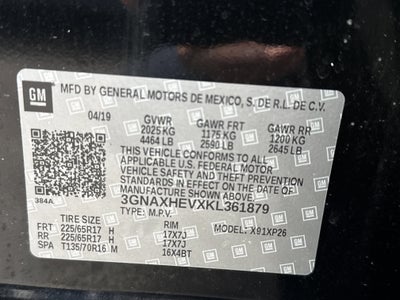 GM
MFD BY GENERAL MOTORS DE MEXICO, S. DE R.L. DE C.V.
04/19 GVWR GAWR FRT GAWR RR
2025 KG 1175 KG 1200 KG
4464 LB 2590 LB 2645 LB
THIS VEHICLE CONFORMS TO ALL
APPLICABLE U.S. FEDERAL MOTOR
VEHICLE SAFETY, BUMPER, AND
THEFT PREVENTION STANDARDS
IN EFFECT ON THE DATE OF
MANUFACTURE SHOWN ABOVE.
384A
3GNAXHEVXKL361879
TYPE: M.P.V. MODEL: X91XP26
TIRE SIZE RIM
FRT 225/65R17 H 17X7J
RR 225/65R17 H 17X7J
SPA T135/70R16 M 16X4BT